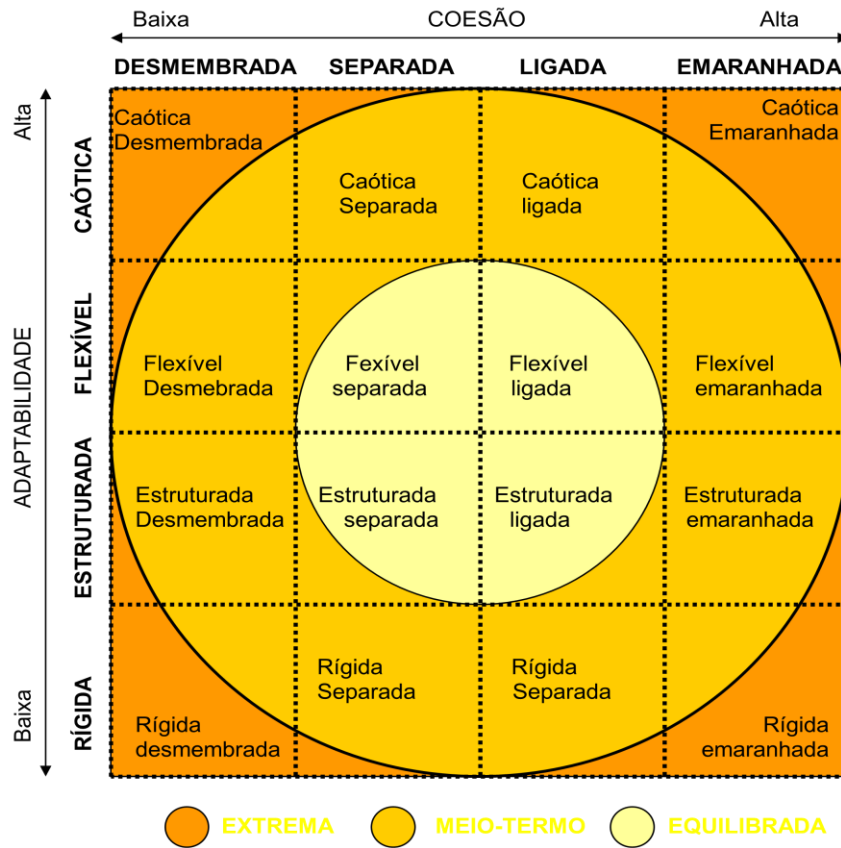 Baixa COESÃO Alta
DESMEMBRADA SEPARADA LIGADA EMARANHADA
Alta
ADAPTABILIDADE
Baixa
CAÓTICA
Caótica
Desmembrada
Caótica
Separada
Caótica
ligada
Caótica
Emaranhada
FLEXÍVEL
Flexível
Desmebrada
Fexível
separada
Flexível
ligada
Flexível
emaranhada
ESTRUTURADA
Estruturada
Desmembrada
Estruturada
separada
Estruturada
ligada
Estruturada
emaranhada
RÍGIDA
Rígida
desmembrada
Rígida
Separada
Rígida
Separada
Rígida
emaranhada
EXTREMA MEIO-TERMO EQUILIBRADA